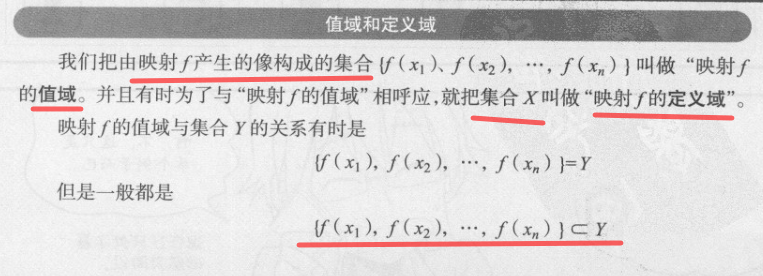 值域和定义域
我们把由映射f产生的像构成的集合{f(x₁)、f(x₂), …, f(xₙ)}叫做“映射f
的值域。并且有时为了与“映射f的值域”相呼应,就把集合X叫做“映射f的定义域”。
映射f的值域与集合Y的关系有时是
{f(x₁), f(x₂), …, f(xₙ)}=Y
但是一般都是
{f(x₁), f(x₂), …, f(xₙ)}⊂Y